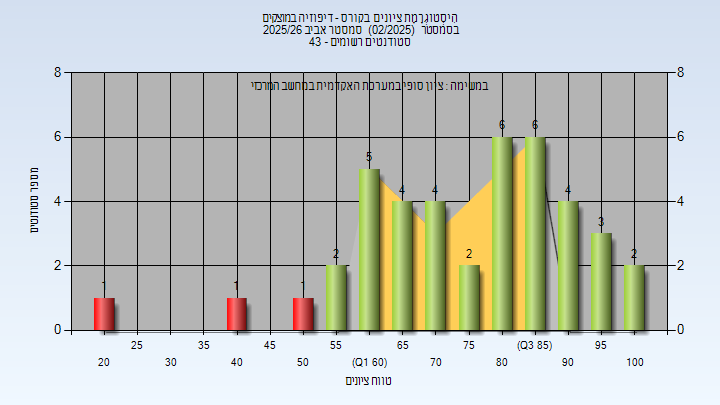 היסטוגרמת ציונים בקורס - דיפוזיה במוצקים
בסמסטר (02/2025) סמסטר אביב 2025/26
סטודנטים רשומים - 43
במשימה : ציון סופי במערכת האקדמית במחשב המרכזי
8 8
6 6
4 4
2 2
0 0
מספר סטודנטים
1 1 1 2 5 4 4 2 6 6 4 3 2
25 35 45 55 65 75 (Q3 85) 95
20 30 40 50 (Q1 60) 70 80 90 100
טווח ציונים